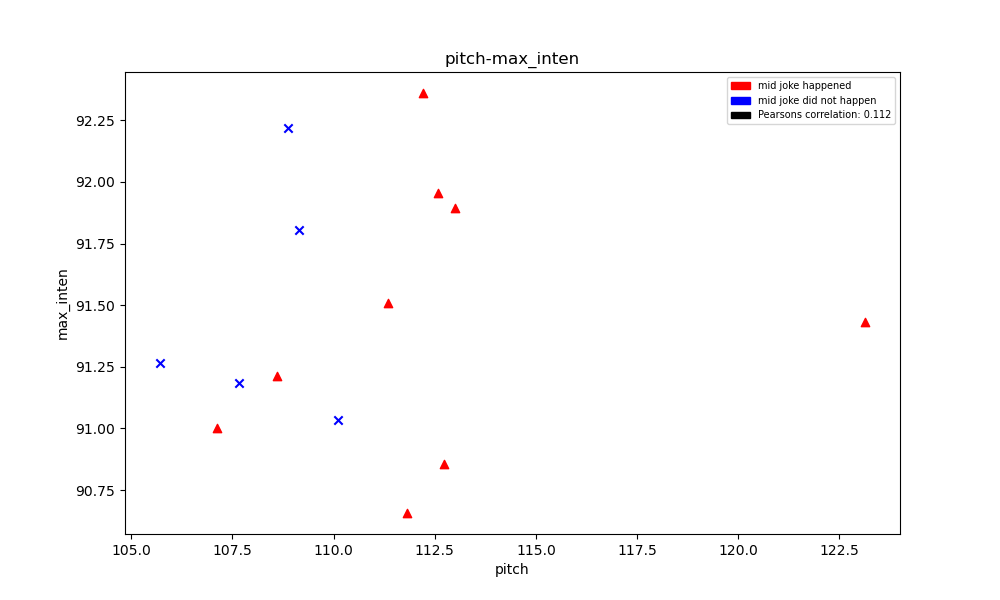 pitch-max_inten
mid joke happened
mid joke did not happen
Pearsons correlation: 0.112
max_inten
92.25
92.00
91.75
91.50
91.25
91.00
90.75
105.0 107.5 110.0 112.5 115.0 117.5 120.0 122.5
pitch